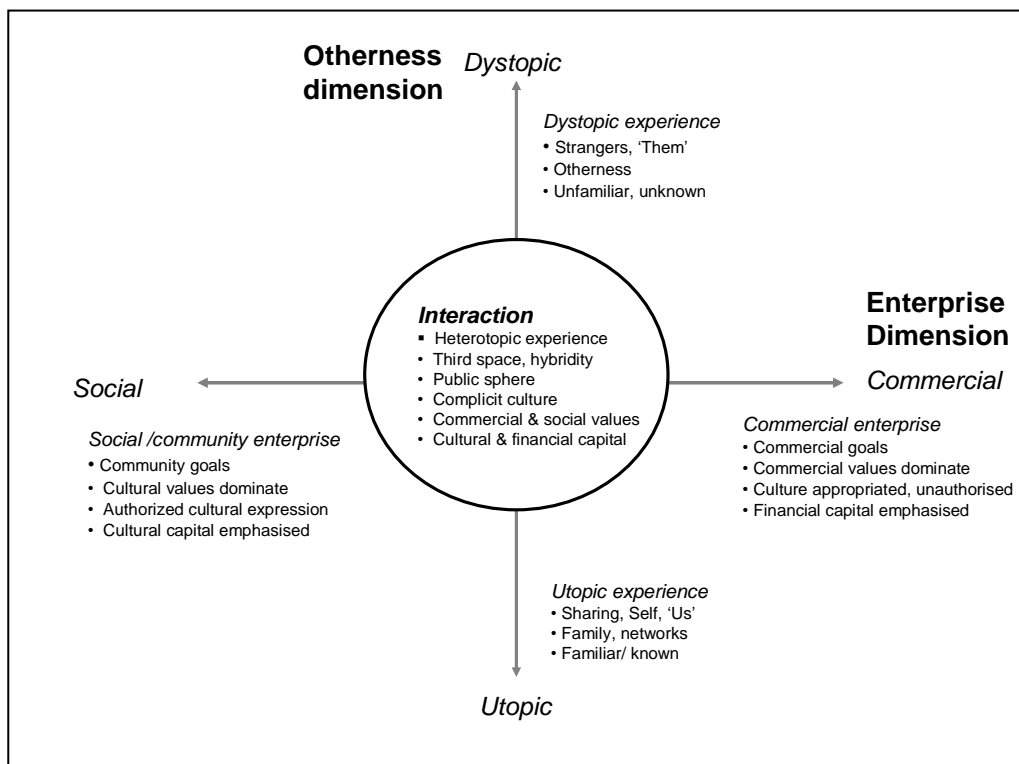 Otherness
dimension
Dystopic
Dystopic experience
• Strangers, ‘Them’
• Otherness
• Unfamiliar, unknown
Interaction
▪ Heterotopic experience
• Third space, hybridity
• Public sphere
• Complicit culture
• Commercial & social values
• Cultural & financial capital
Enterprise
Dimension
Social
Commercial
Social /community enterprise
• Community goals
• Cultural values dominate
• Authorized cultural expression
• Cultural capital emphasised
Commercial enterprise
• Commercial goals
• Commercial values dominate
• Culture appropriated, unauthorised
• Financial capital emphasised
Utopic experience
• Sharing, Self, ‘Us’
• Family, networks
• Familiar/ known
Utopic